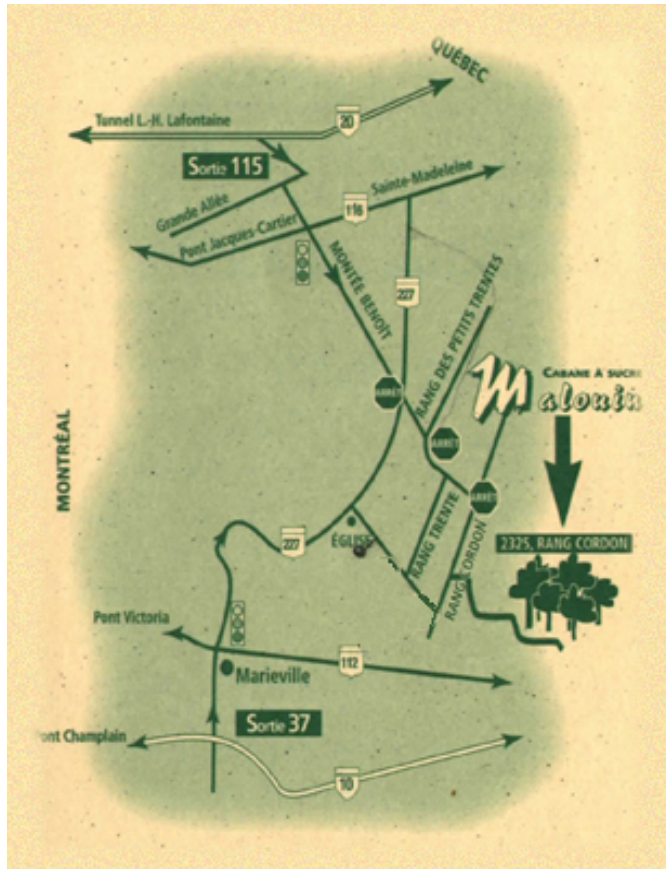 QUÉBEC
Tunnel L.-H. Lafontaine
20
Sortie 115
Grande Allée
Sainte-Madeleine
116
Pont Jacques-Cartier
MONTÉE BENOÎT
227
RANG DES PETITS TRENTES
CABANE À SUCRE
Malouin
ARRÊT
ARRÊT
ARRÊT
MONTRÉAL
2325, RANG CORDON
227
ÉGLISE
RANG TRENTE
RANG CORDON
Pont Victoria
112
Marieville
Sortie 37
ont Champlain
10